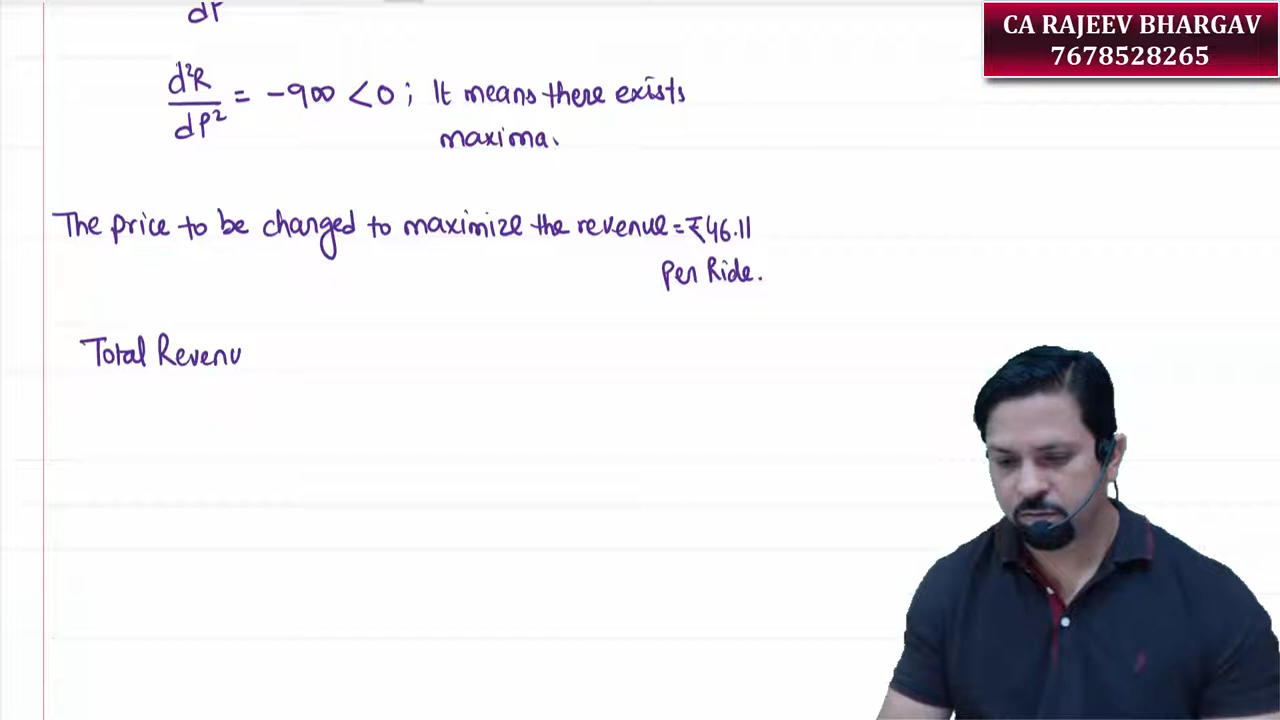 CA RAJEEV BHARGAV
7678528265
d²R/dP² = -900 < 0 ; It means there exists
maxima.
The price to be changed to maximize the revenue = ₹46.11
Per Ride.
Total Revenu